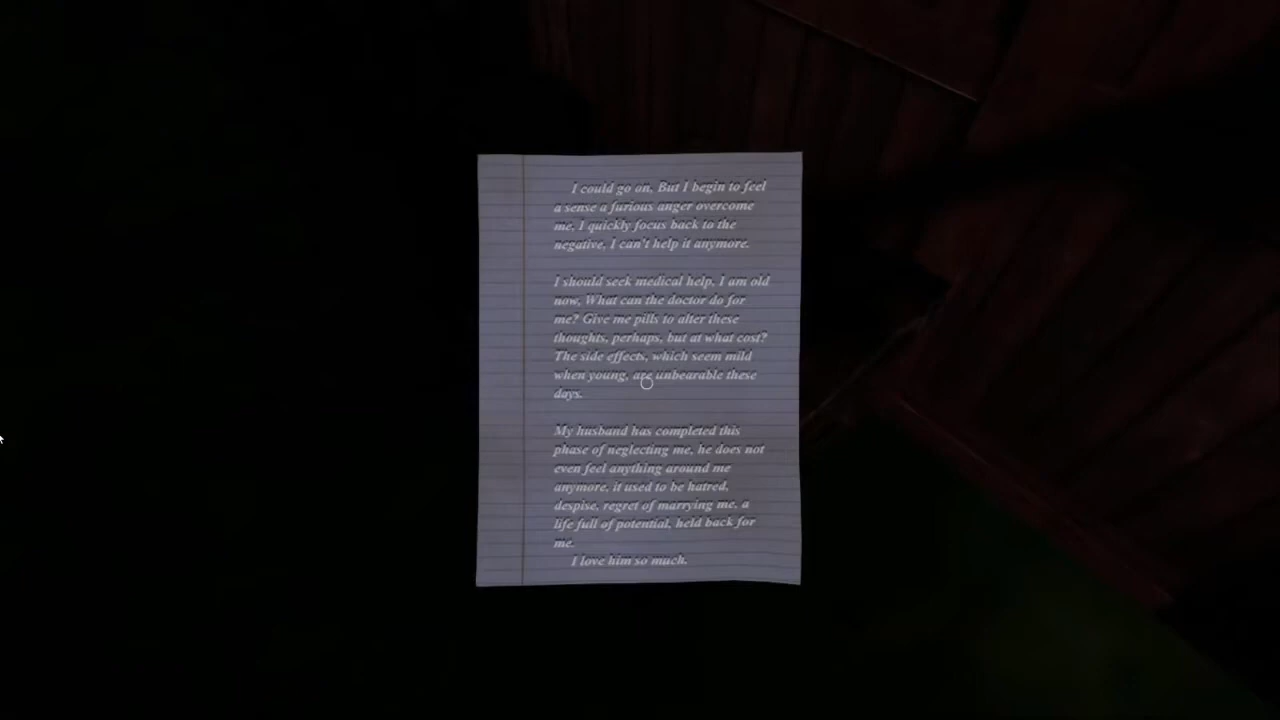 I could go on, But I begin to feel
a sense a furious anger overcome
me, I quickly focus back to the
negative, I can't help it anymore.
I should seek medical help, I am old
now, What can the doctor do for
me? Give me pills to alter these
thoughts, perhaps, but at what cost?
The side effects, which seem mild
when young, are unbearable these
days.
My husband has completed this
phase of neglecting me, he does not
even feel anything around me
anymore, it used to be hatred,
despise, regret of marrying me, a
life full of potential, held back for
me.
I love him so much.